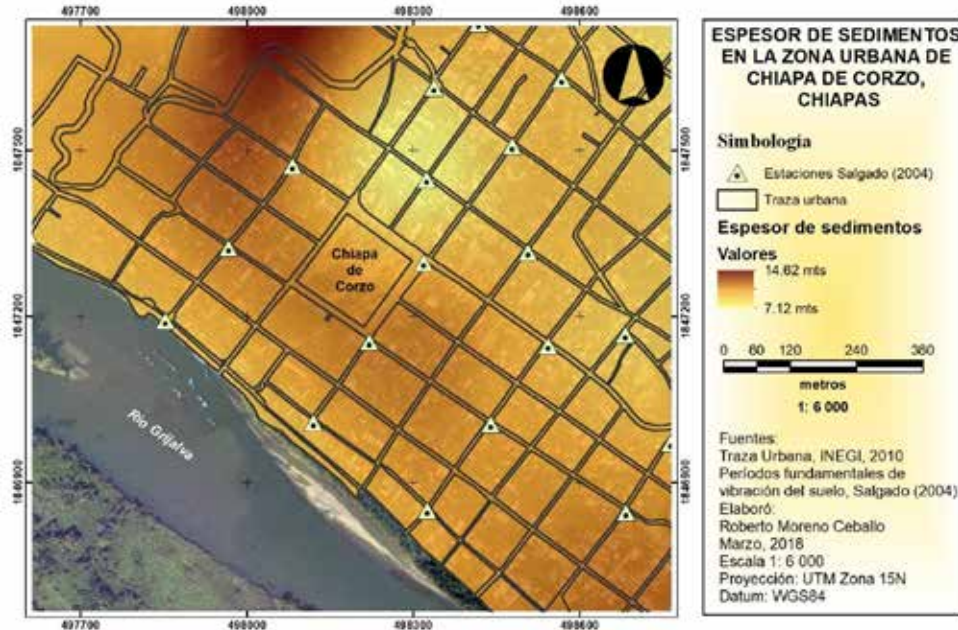 497700 498000 498300 498600
1847500
1847200
1846900
Chiapa
de
Corzo
Río Grijalva
1847500
1847200
1846900
497700 498000 498300 498600
ESPESOR DE SEDIMENTOS
EN LA ZONA URBANA DE
CHIAPA DE CORZO,
CHIAPAS
Simbología
Estaciones Salgado (2004)
Traza urbana
Espesor de sedimentos
Valores
14.62 mts
7.12 mts
0 60 120 240 360
metros
1: 6 000
Fuentes:
Traza Urbana, INEGI, 2010
Períodos fundamentales de
vibración del suelo, Salgado (2004)
Elaboró:
Roberto Moreno Ceballo
Marzo, 2018
Escala 1: 6 000
Proyección: UTM Zona 15N
Datum: WGS84